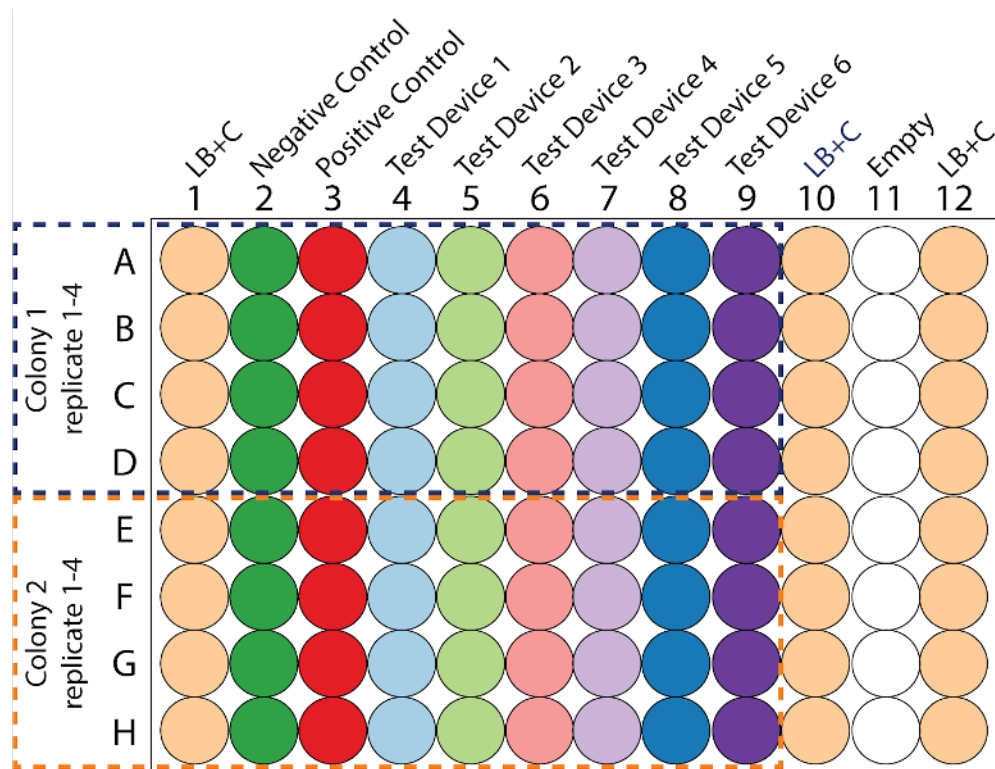 LB+C
Negative Control
Positive Control
Test Device 1
Test Device 2
Test Device 3
Test Device 4
Test Device 5
Test Device 6
LB+C
Empty
LB+C
1 2 3 4 5 6 7 8 9 10 11 12
Colony 1
replicate 1-4
A
B
C
D
Colony 2
replicate 1-4
E
F
G
H